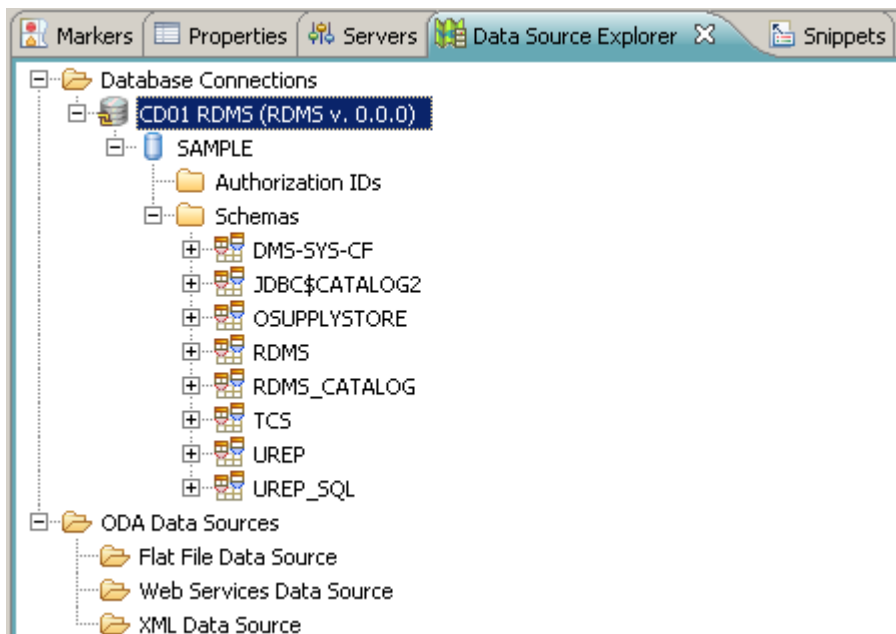 Markers Properties Servers Data Source Explorer Snippets
Database Connections
CD01 RDMS (RDMS v. 0.0.0)
SAMPLE
Authorization IDs
Schemas
DMS-SYS-CF
JDBC$CATALOG2
OSUPPLYSTORE
RDMS
RDMS_CATALOG
TCS
UREP
UREP_SQL
ODA Data Sources
Flat File Data Source
Web Services Data Source
XML Data Source